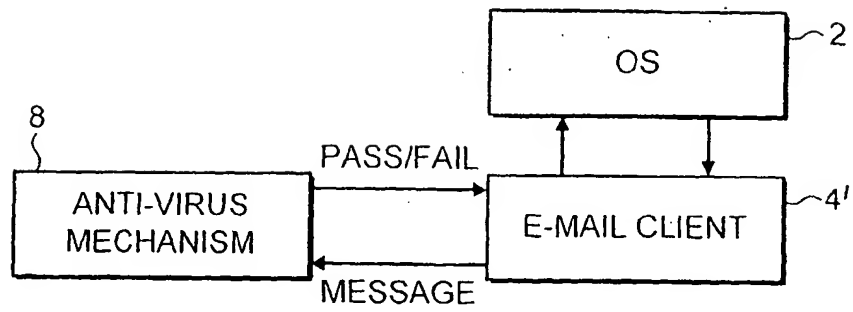 OS
2
8
PASS/FAIL
ANTI-VIRUS
MECHANISM
E-MAIL CLIENT
4'
MESSAGE